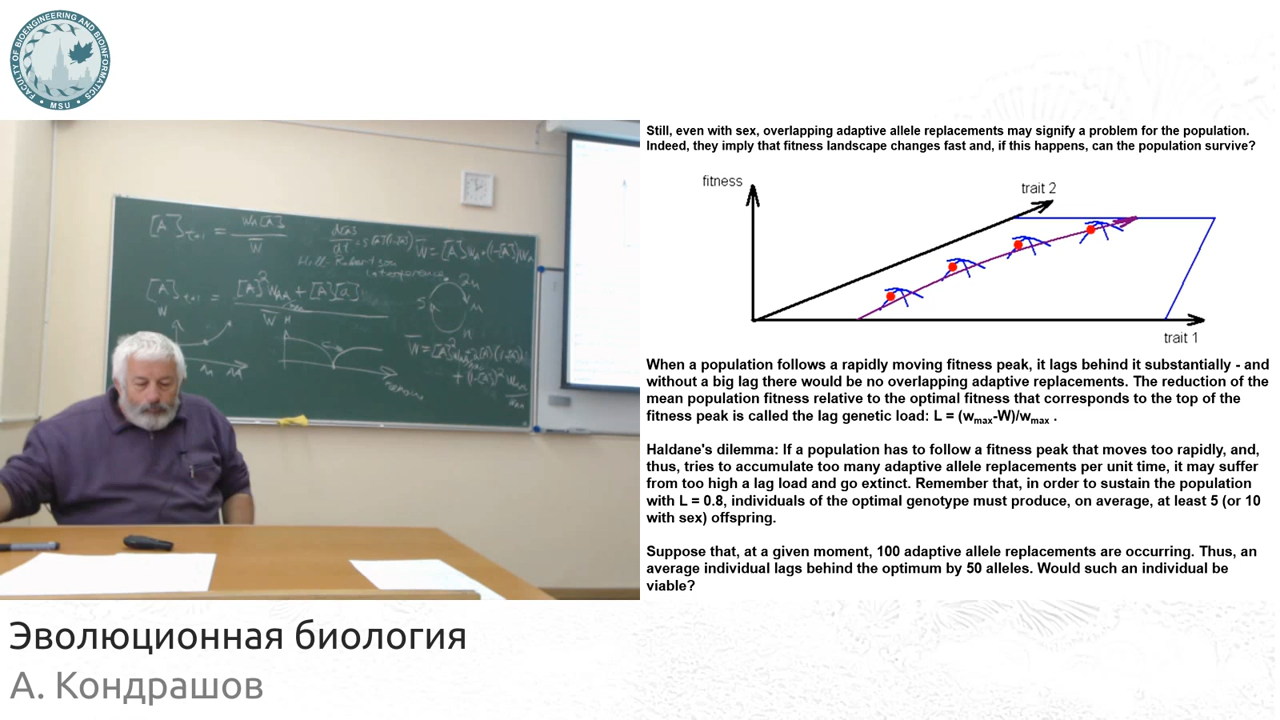 FACULTY OF BIOENGINEERING AND BIOINFORMATICS
• MSU •
Still, even with sex, overlapping adaptive allele replacements may signify a problem for the population.
Indeed, they imply that fitness landscape changes fast and, if this happens, can the population survive?
fitness
trait 2
trait 1
When a population follows a rapidly moving fitness peak, it lags behind it substantially - and
without a big lag there would be no overlapping adaptive replacements. The reduction of the
mean population fitness relative to the optimal fitness that corresponds to the top of the
fitness peak is called the lag genetic load: L = (wmax-W)/wmax .
Haldane's dilemma: If a population has to follow a fitness peak that moves too rapidly, and,
thus, tries to accumulate too many adaptive allele replacements per unit time, it may suffer
from too high a lag load and go extinct. Remember that, in order to sustain the population
with L = 0.8, individuals of the optimal genotype must produce, on average, at least 5 (or 10
with sex) offspring.
Suppose that, at a given moment, 100 adaptive allele replacements are occurring. Thus, an
average individual lags behind the optimum by 50 alleles. Would such an individual be
viable?
Hill-Robertson
interference
Эволюционная биология
А. Кондрашов